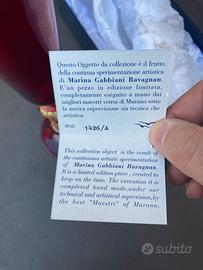 Questo Oggetto da collezione è il frutto
della continua sperimentazione artistica
di Marina Gabbiani Ravagnan.
E'un pezzo in edizione limitata,
completamente eseguito a mano dai
migliori maestri vetrai di Murano sotto
la nostra supervisione sia tecnica che
artistica.
MOD. 1426/A
This collection object is the result of
the continuous artistic sperimentation
of Marina Gabbiani Ravagnan.
It is a limited edition piece, created to
keep on the time. The execution it is
completed hand made, under our
technical and artistical supervision, by
the best "Maestri" of Murano.
subito